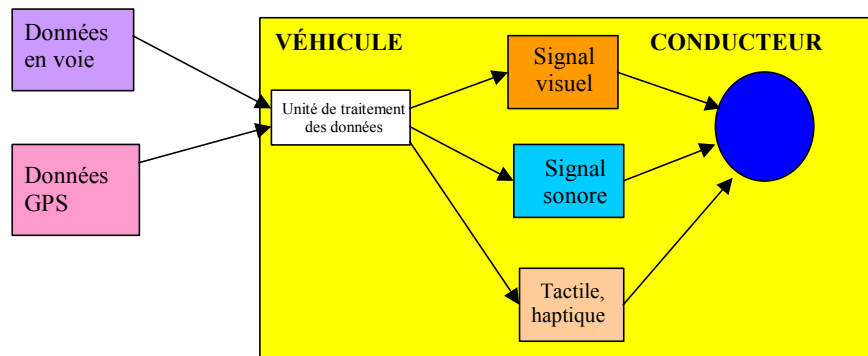 Données
en voie
Données
GPS
VÉHICULE
CONDUCTEUR
Unité de traitement
des données
Signal
visuel
Signal
sonore
Tactile,
haptique